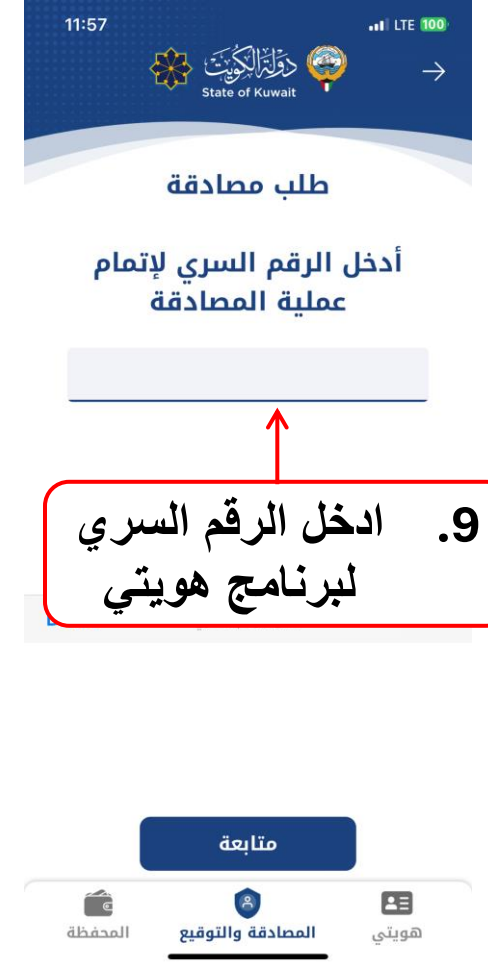 11:57
LTE 100
دولة الكويت
State of Kuwait
طلب مصادقة
أدخل الرقم السري لإتمام
عملية المصادقة
9. ادخل الرقم السري
لبرنامج هويتي
متابعة
هويتي
المصادقة والتوقيع
المحفظة